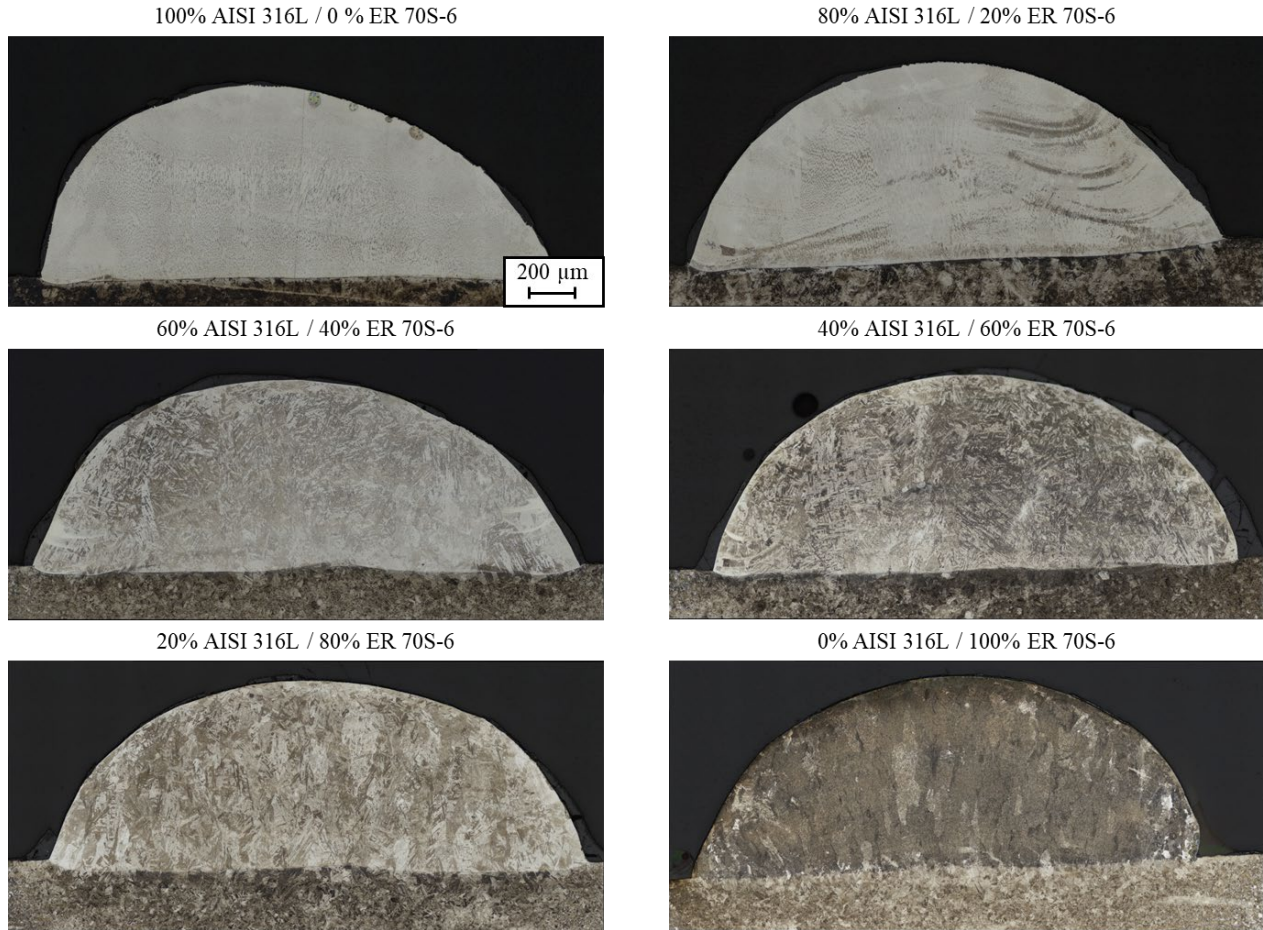 100% AISI 316L / 0 % ER 70S-6
80% AISI 316L / 20% ER 70S-6
200 µm
60% AISI 316L / 40% ER 70S-6
40% AISI 316L / 60% ER 70S-6
20% AISI 316L / 80% ER 70S-6
0% AISI 316L / 100% ER 70S-6